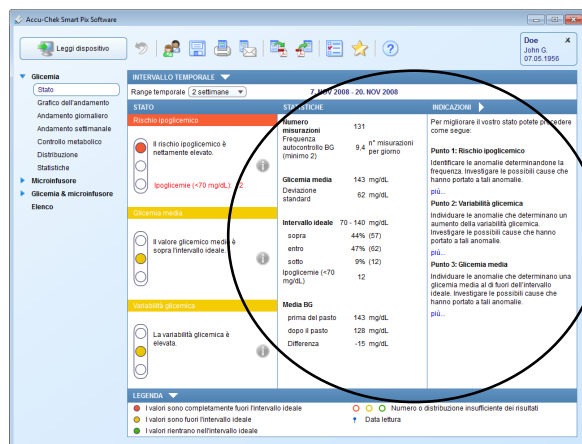 Accu-Chek Smart Pix Software
Leggi dispositivo
Doe
John G.
07.05.1956
Glicemia
Stato
Grafico dell'andamento
Andamento giornaliero
Andamento settimanale
Controllo metabolico
Distribuzione
Statistiche
Microinfusore
Glicemia & microinfusore
Elenco
INTERVALLO TEMPORALE
Range temporale 2 settimane 7. NOV 2008 - 20. NOV 2008
STATO
Rischio ipoglicemico
Il rischio ipoglicemico è
nettamente elevato.
Ipoglicemie (<70 mg/dL): 12
Glicemia media
Il valore glicemico medio è
sopra l'intervallo ideale.
Variabilità glicemica
La variabilità glicemica è
elevata.
STATISTICHE
Numero
misurazioni 131
Frequenza
autocontrollo BG
(minimo 2) 9,4 n° misurazioni
per giorno
Glicemia media 143 mg/dL
Deviazione
standard 62 mg/dL
Intervallo ideale 70 - 140 mg/dL
sopra 44% (57)
entro 47% (62)
sotto 9% (12)
Ipoglicemie (<70
mg/dL) 12
Media BG
prima del pasto 143 mg/dL
dopo il pasto 128 mg/dL
Differenza -15 mg/dL
INDICAZIONI
Per migliorare il vostro stato potete procedere
come segue:
Punto 1: Rischio ipoglicemico
Identificare le anomalie determinandone la
frequenza. Investigare le possibili cause che
hanno portato a tali anomalie.
più...
Punto 2: Variabilità glicemica
Individuare le anomalie che determinano un
aumento della variabilità glicemica.
Investigare le possibili cause che hanno
portato a tali anomalie.
più...
Punto 3: Glicemia media
Individuare le anomalie che determinano una
glicemia media al di fuori dell'intervallo
ideale. Investigare le possibili cause che
hanno portato a tali anomalie.
più...
LEGENDA
I valori sono completamente fuori l'intervallo ideale
I valori sono fuori l'intervallo ideale
I valori rientrano nell'intervallo ideale
Numero o distribuzione insufficiente dei risultati
Data lettura